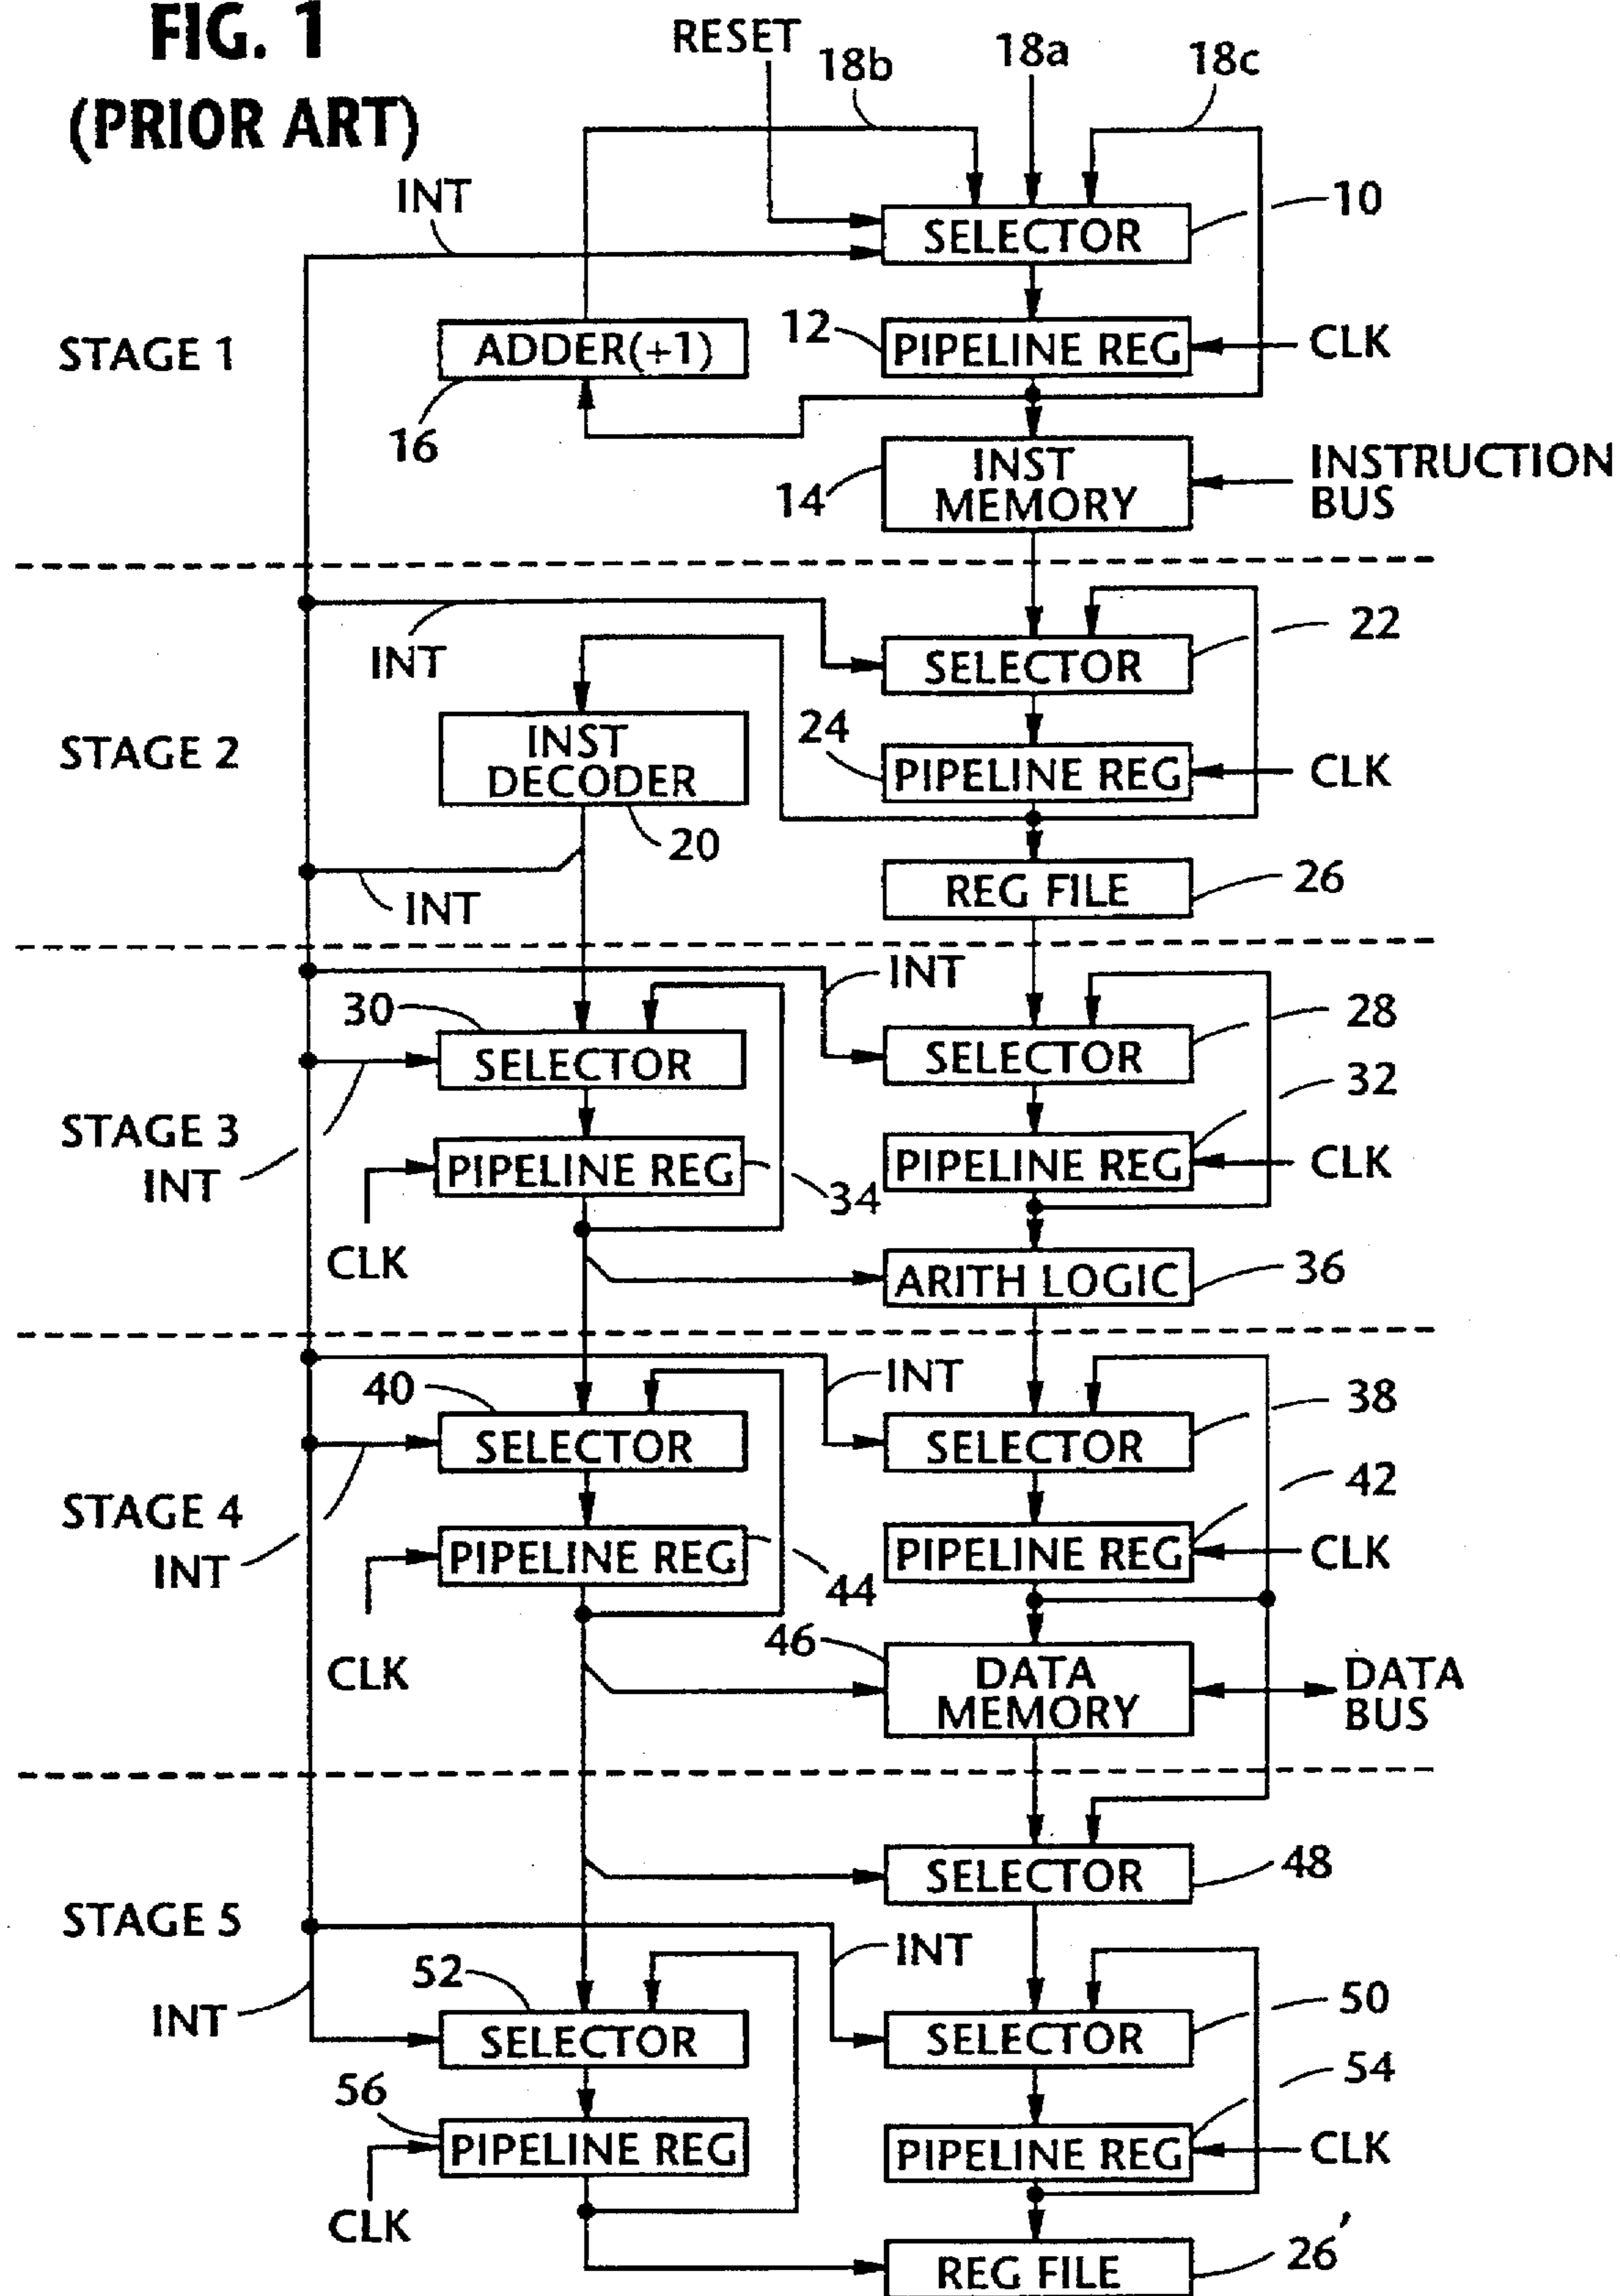 FIG. 1
(PRIOR ART)
RESET
18b
18a
18c
INT
SELECTOR
10
STAGE 1
ADDER(+1)
16
12
PIPELINE REG
CLK
14
INST
MEMORY
INSTRUCTION
BUS
INT
SELECTOR
22
STAGE 2
INST
DECODER
20
24
PIPELINE REG
CLK
INT
REG FILE
26
INT
30
SELECTOR
SELECTOR
28
32
STAGE 3
INT
PIPELINE REG
34
PIPELINE REG
CLK
CLK
ARITH LOGIC
36
INT
40
SELECTOR
SELECTOR
38
42
STAGE 4
INT
PIPELINE REG
44
PIPELINE REG
CLK
CLK
46
DATA
MEMORY
DATA
BUS
SELECTOR
48
STAGE 5
INT
INT
52
SELECTOR
SELECTOR
50
54
56
PIPELINE REG
PIPELINE REG
CLK
CLK
REG FILE
26'